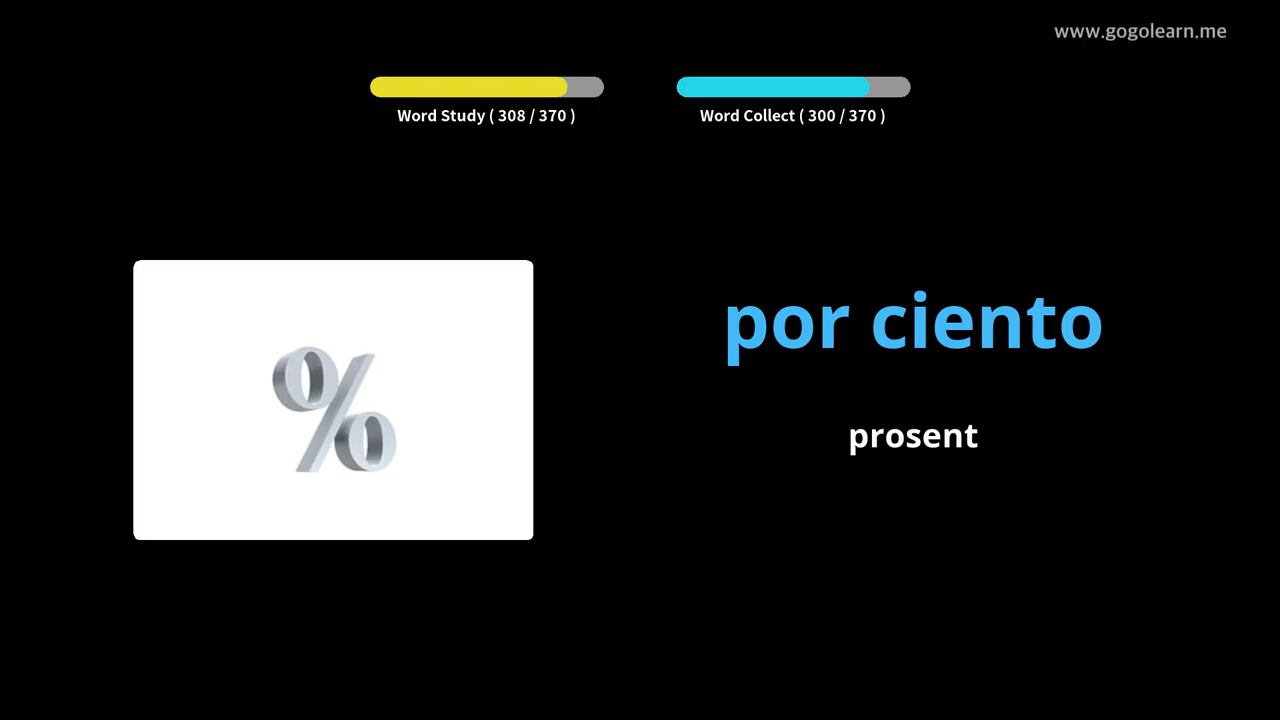 www.gogolearn.me
Word Study ( 308 / 370 )
Word Collect ( 300 / 370 )
%
por ciento
prosent